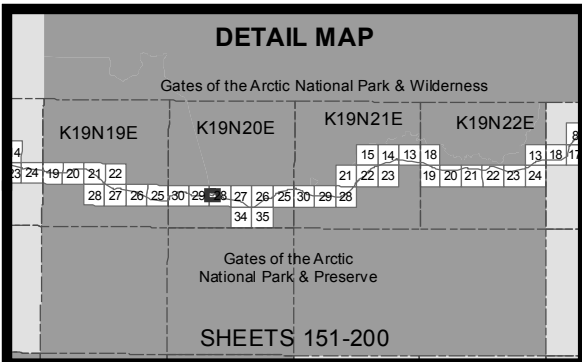 DETAIL MAP
Gates of the Arctic National Park & Wilderness
K19N19E
K19N20E
K19N21E
K19N22E
8
4
15 14 13 18
13 18 17
23 24 19 20 21 22
21 22 23
19 20 21 22 23 24
28 27 26 25 30 29 28 27 26 25 30 29 28
34 35
Gates of the Arctic
National Park & Preserve
SHEETS 151-200